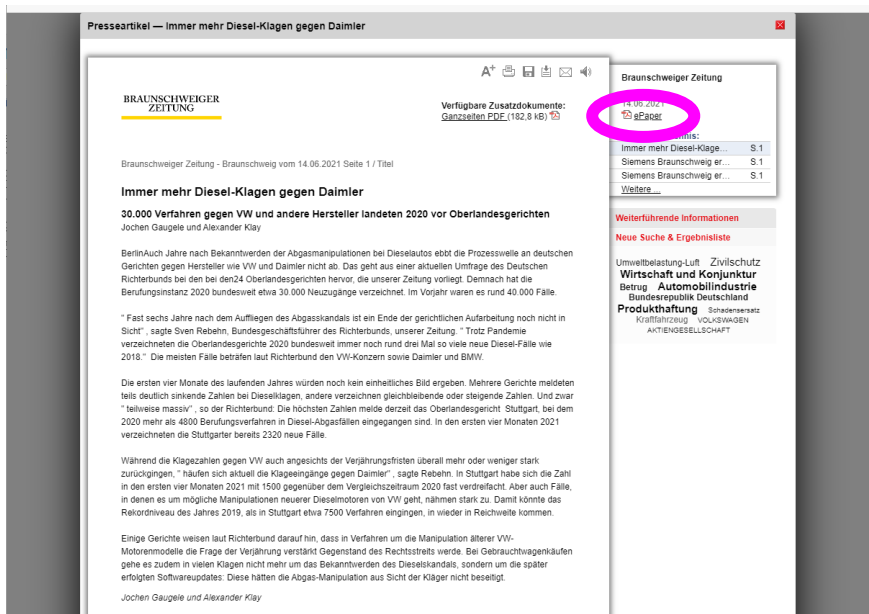 Presseartikel — Immer mehr Diesel-Klagen gegen Daimler
A+
BRAUNSCHWEIGER
ZEITUNG
Verfügbare Zusatzdokumente:
Ganzseiten PDF (182,8 kB)
Braunschweiger Zeitung - Braunschweig vom 14.06.2021 Seite 1 / Titel
Immer mehr Diesel-Klagen gegen Daimler
30.000 Verfahren gegen VW und andere Hersteller landeten 2020 vor Oberlandesgerichten
Jochen Gaugele und Alexander Klay
BerlinAuch Jahre nach Bekanntwerden der Abgasmanipulationen bei Dieselautos ebbt die Prozesswelle an deutschen
Gerichten gegen Hersteller wie VW und Daimler nicht ab. Das geht aus einer aktuellen Umfrage des Deutschen
Richterbunds bei den bei den24 Oberlandesgerichten hervor, die unserer Zeitung vorliegt. Demnach hat die
Berufungsinstanz 2020 bundesweit etwa 30.000 Neuzugänge verzeichnet. Im Vorjahr waren es rund 40.000 Fälle.
" Fast sechs Jahre nach dem Auffliegen des Abgasskandals ist ein Ende der gerichtlichen Aufarbeitung noch nicht in
Sicht" , sagte Sven Rebehn, Bundesgeschäftsführer des Richterbunds, unserer Zeitung. " Trotz Pandemie
verzeichneten die Oberlandesgerichte 2020 bundesweit immer noch rund drei Mal so viele neue Diesel-Fälle wie
2018." Die meisten Fälle beträfen laut Richterbund den VW-Konzern sowie Daimler und BMW.
Die ersten vier Monate des laufenden Jahres würden noch kein einheitliches Bild ergeben. Mehrere Gerichte meldeten
teils deutlich sinkende Zahlen bei Dieselklagen, andere verzeichnen gleichbleibende oder steigende Zahlen. Und zwar
" teilweise massiv" , so der Richterbund: Die höchsten Zahlen melde derzeit das Oberlandesgericht Stuttgart, bei dem
2020 mehr als 4800 Berufungsverfahren in Diesel-Abgasfällen eingegangen sind. In den ersten vier Monaten 2021
verzeichneten die Stuttgarter bereits 2320 neue Fälle.
Während die Klagezahlen gegen VW auch angesichts der Verjährungsfristen überall mehr oder weniger stark
zurückgingen, " häufen sich aktuell die Klageeingänge gegen Daimler" , sagte Rebehn. In Stuttgart habe sich die Zahl
in den ersten vier Monaten 2021 mit 1500 gegenüber dem Vergleichszeitraum 2020 fast verdreifacht. Aber auch Fälle,
in denen es um mögliche Manipulationen neuerer Dieselmotoren von VW geht, nähmen stark zu. Damit könnte das
Rekordniveau des Jahres 2019, als in Stuttgart etwa 7500 Verfahren eingingen, in wieder in Reichweite kommen.
Einige Gerichte weisen laut Richterbund darauf hin, dass in Verfahren um die Manipulation älterer VW-
Motorenmodelle die Frage der Verjährung verstärkt Gegenstand des Rechtsstreits werde. Bei Gebrauchtwagenkäufen
gehe es zudem in vielen Klagen nicht mehr um das Bekanntwerden des Dieselskandals, sondern um die später
erfolgten Softwareupdates: Diese hätten die Abgas-Manipulation aus Sicht der Kläger nicht beseitigt.
Jochen Gaugele und Alexander Klay
Braunschweiger Zeitung
14.06.2021
ePaper
Immer mehr Diesel-Klage... S.1
Siemens Braunschweig er... S.1
Siemens Braunschweig er... S.1
Weitere ...
Weiterführende Informationen
Neue Suche & Ergebnisliste
Umweltbelastung-Luft Zivilschutz
Wirtschaft und Konjunktur
Betrug Automobilindustrie
Bundesrepublik Deutschland
Produkthaftung Schadensersatz
Kraftfahrzeug VOLKSWAGEN
AKTIENGESELLSCHAFT